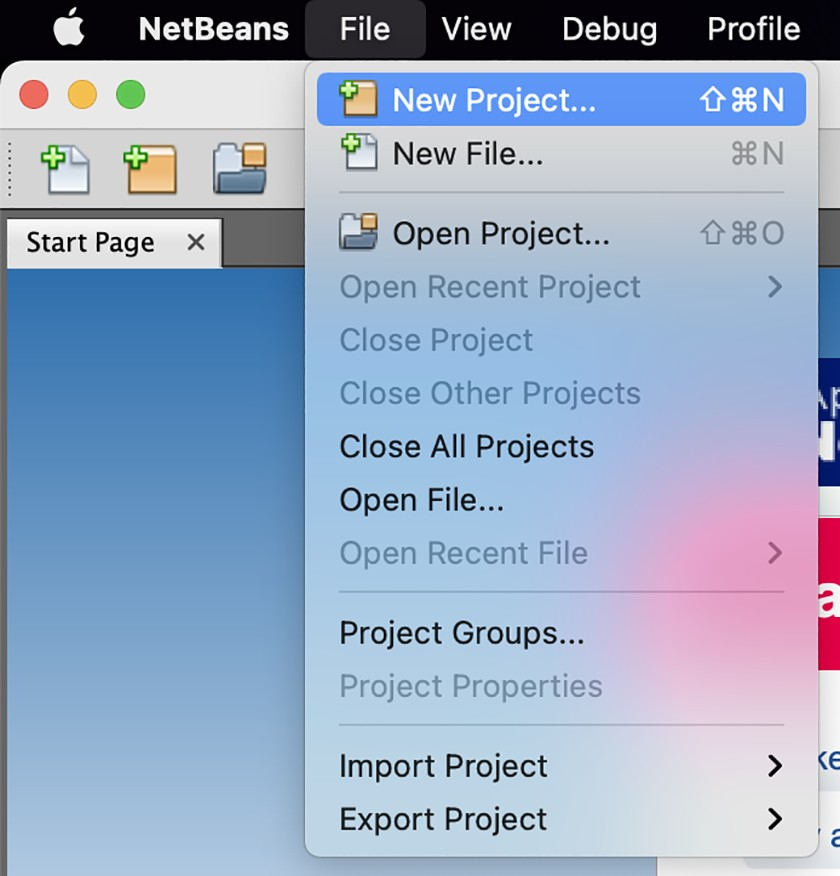 NetBeans File View Debug Profile
New Project... ⇧⌘N
New File... ⌘N
Open Project... ⇧⌘O
Start Page
Open Recent Project
Close Project
Close Other Projects
Close All Projects
Open File...
Open Recent File
Project Groups...
Project Properties
Import Project
Export Project